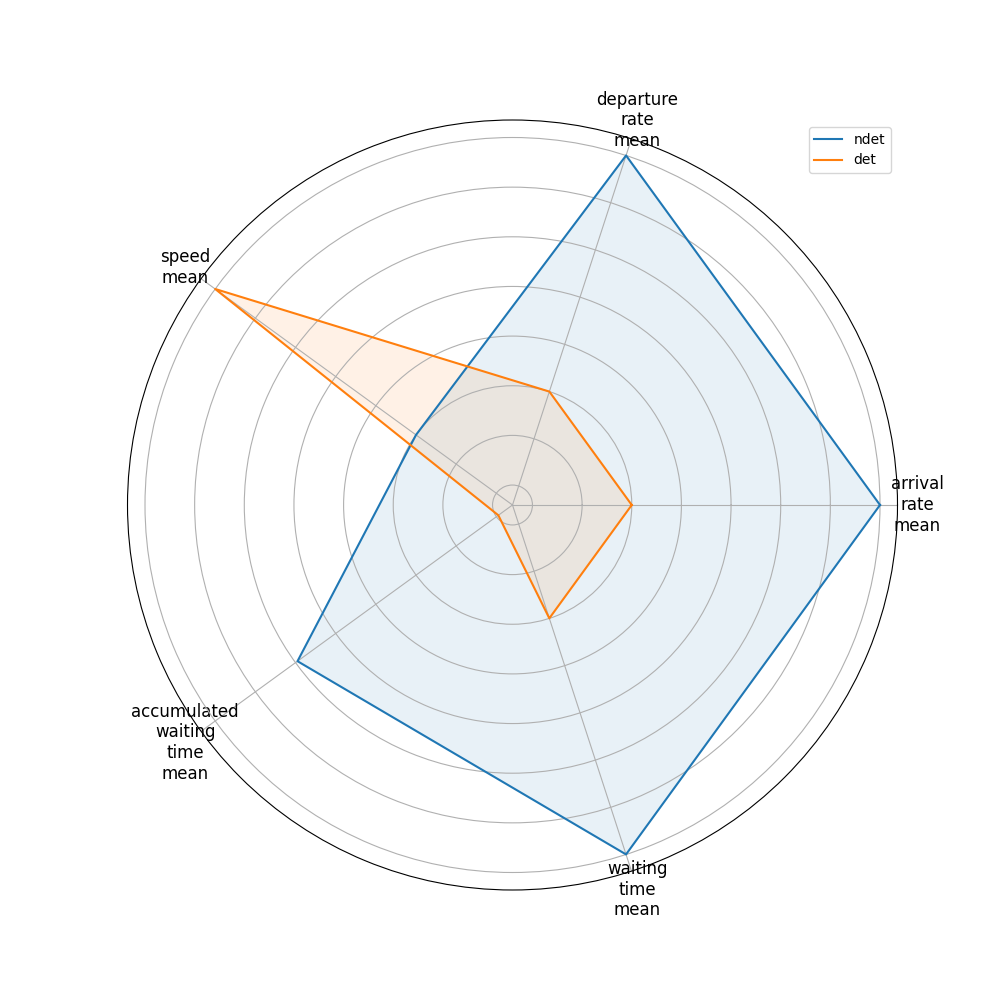 departure
rate
mean
ndet
det
speed
mean
arrival
rate
mean
accumulated
waiting
time
mean
waiting
time
mean